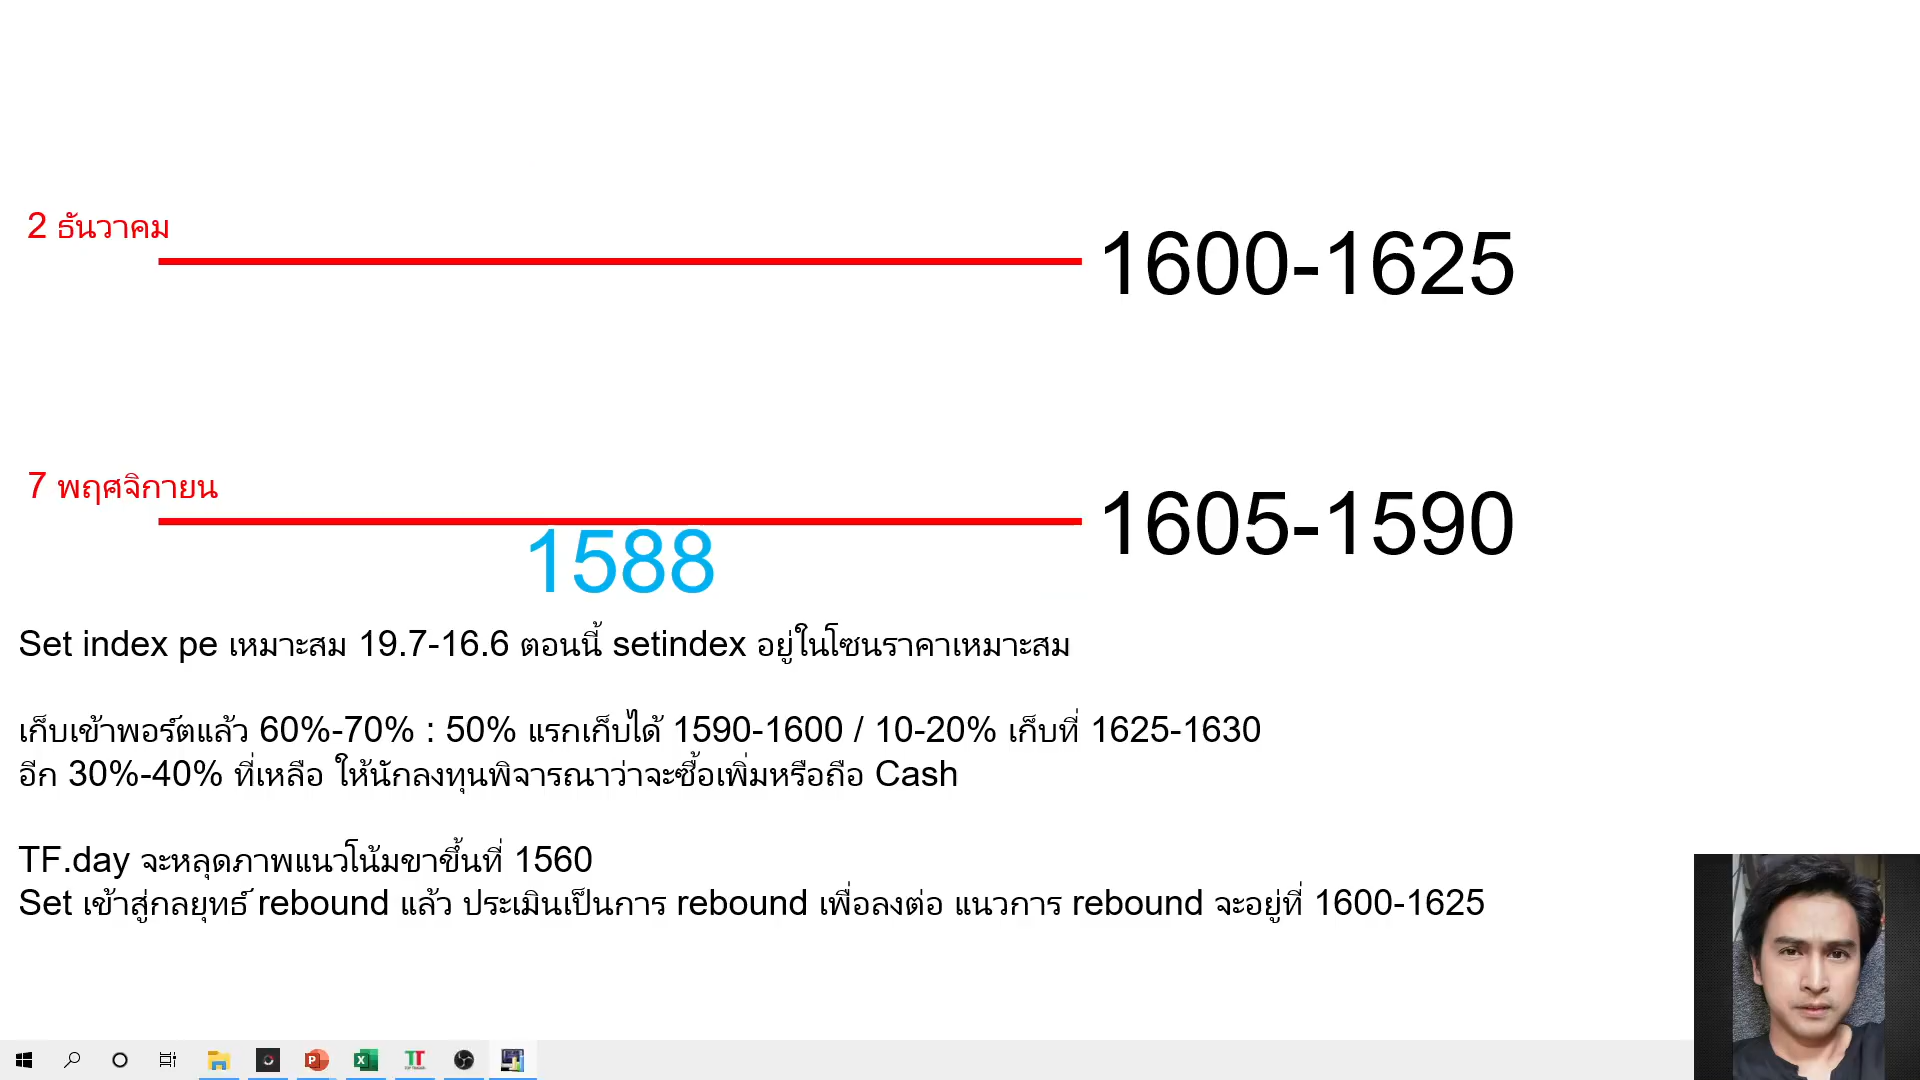 2 ธันวาคม
1600-1625
7 พฤศจิกายน
1605-1590
1588
Set index pe เหมาะสม 19.7-16.6 ตอนนี้ setindex อยู่ในโซนราคาเหมาะสม
เก็บเข้าพอร์ตแล้ว 60%-70% : 50% แรกเก็บได้ 1590-1600 / 10-20% เก็บที่ 1625-1630
อีก 30%-40% ที่เหลือ ให้นักลงทุนพิจารณาว่าจะซื้อเพิ่มหรือถือ Cash
TF.day จะหลุดภาพแนวโน้มขาขึ้นที่ 1560
Set เข้าสู่กลยุทธ์ rebound แล้ว ประเมินเป็นการ rebound เพื่อลงต่อ แนวการ rebound จะอยู่ที่ 1600-1625